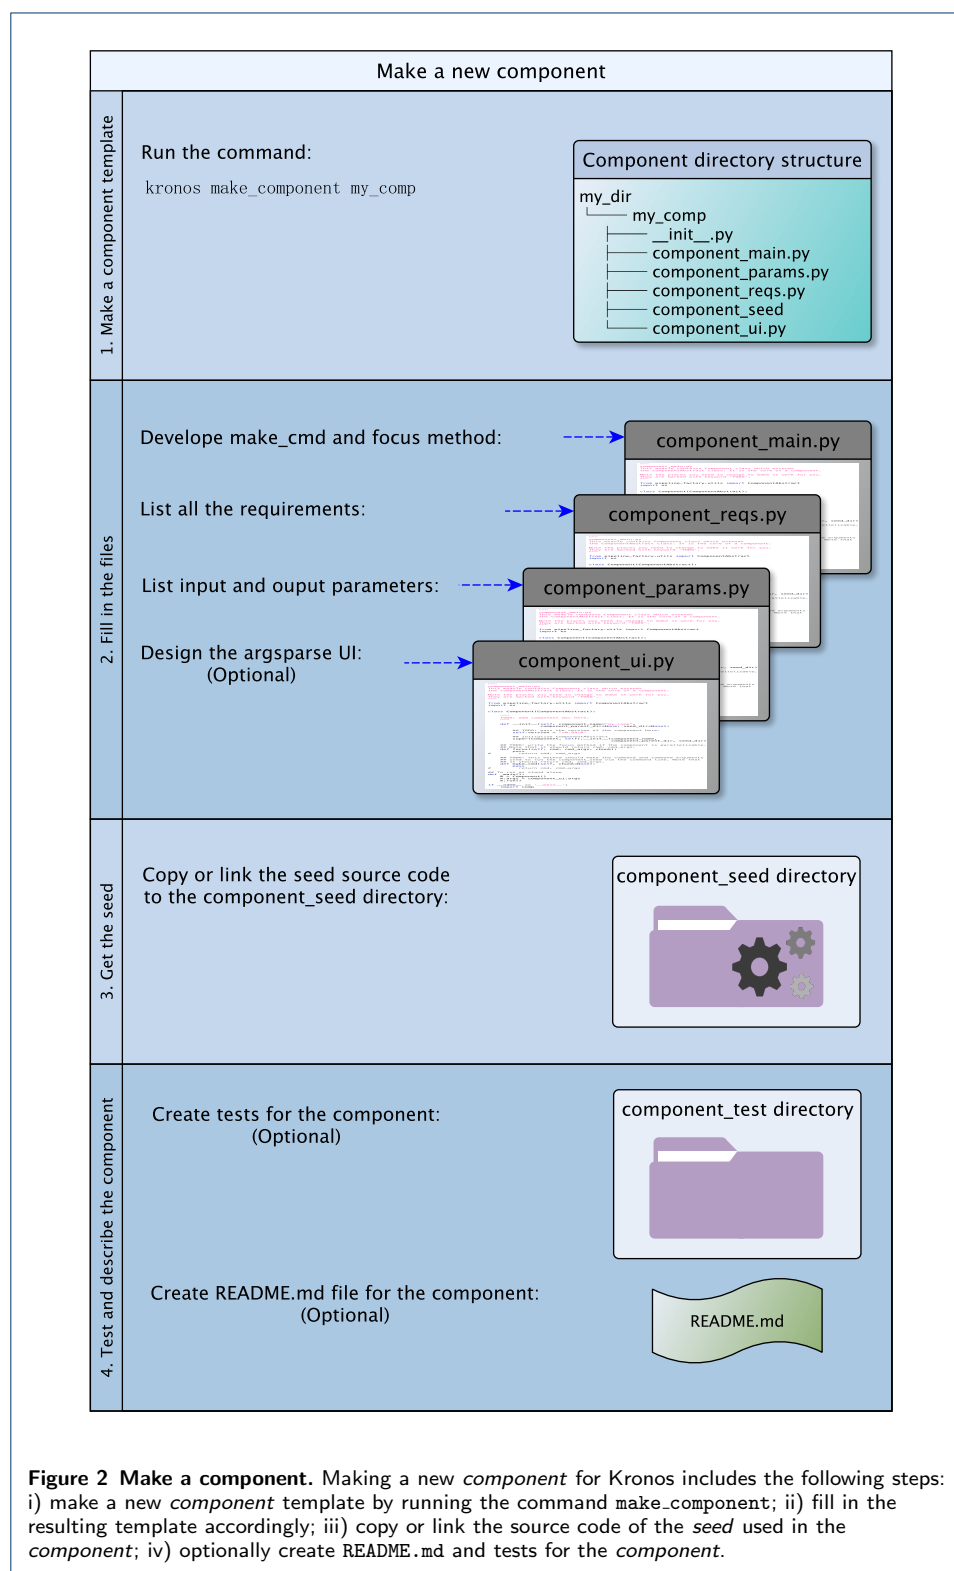 Make a new component
1. Make a component template
Run the command:
kronos make_component my_comp
Component directory structure
my_dir
my_comp
__init__.py
component_main.py
component_params.py
component_reqs.py
component_seed
component_ui.py
2. Fill in the files
Develope make_cmd and focus method:
component_main.py
List all the requirements:
component_reqs.py
List input and ouput parameters:
component_params.py
Design the argsparse UI:
(Optional)
component_ui.py
3. Get the seed
Copy or link the seed source code
to the component_seed directory:
component_seed directory
4. Test and describe the component
Create tests for the component:
(Optional)
component_test directory
Create README.md file for the component:
(Optional)
README.md
Figure 2 Make a component. Making a new component for Kronos includes the following steps:
i) make a new component template by running the command make_component; ii) fill in the
resulting template accordingly; iii) copy or link the source code of the seed used in the
component; iv) optionally create README.md and tests for the component.